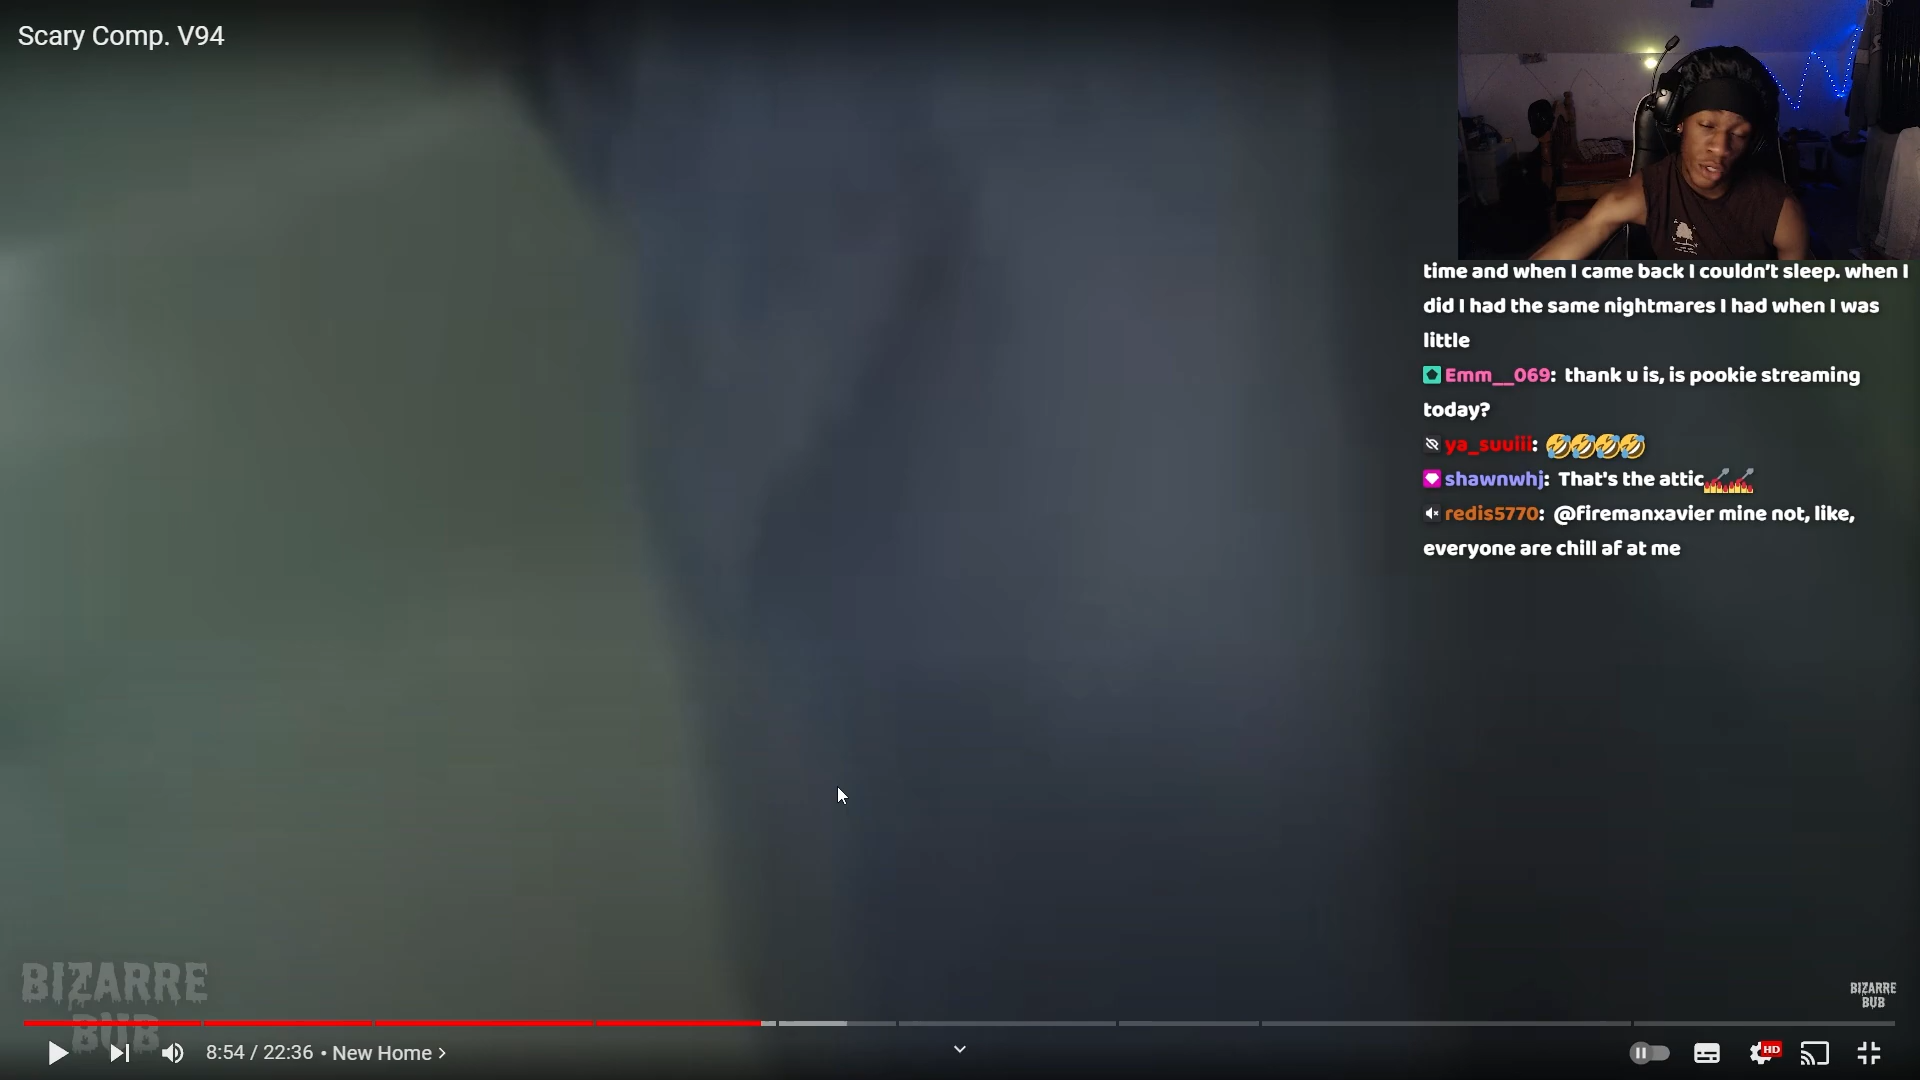 Scary Comp. V94
time and when I came back I couldn't sleep. when I
did I had the same nightmares I had when I was
little
Emm__069: thank u is, is pookie streaming
today?
ya_suuiii: 🤣🤣🤣🤣
shawnwhj: That's the attic
redis5770: @firemanxavier mine not, like,
everyone are chill af at me
BIZARRE
BUB
BIZARRE
BUB
8:54 / 22:36 • New Home >
HD